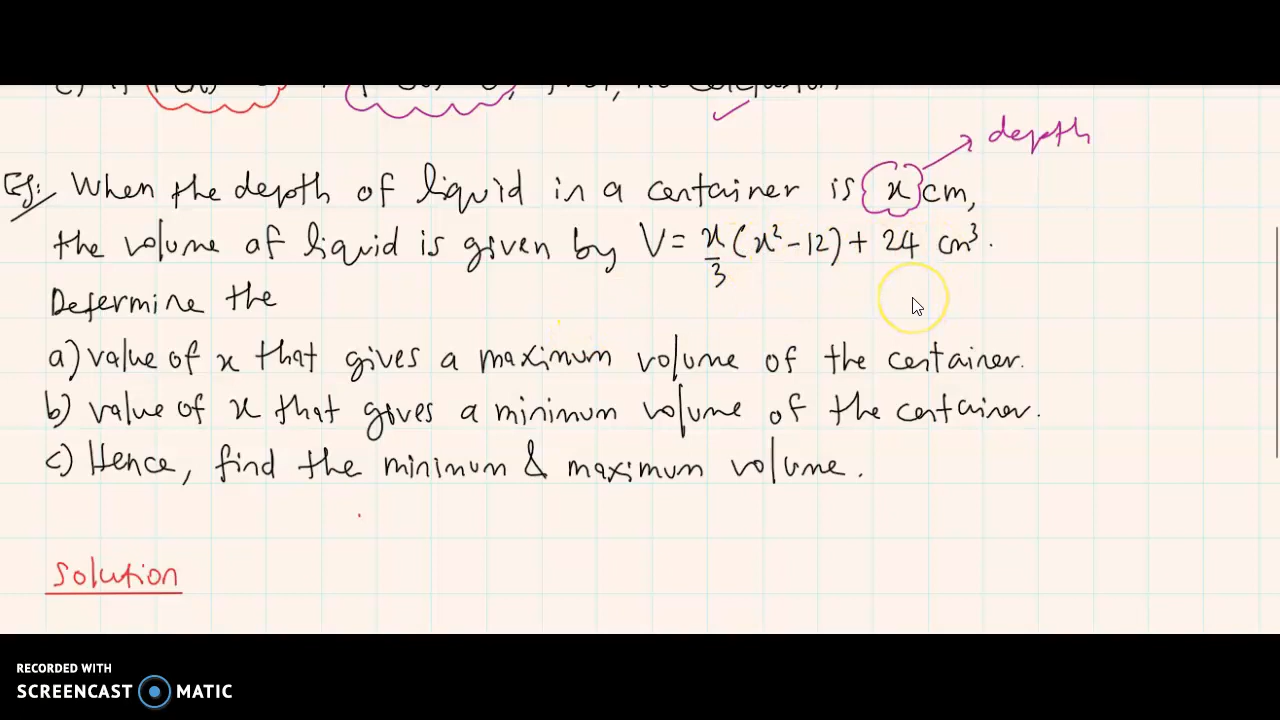 depth
Eg: When the depth of liquid in a container is x cm,
the volume of liquid is given by V = x/3 (x² - 12) + 24 cm³.
Determine the
a) value of x that gives a maximum volume of the container.
b) value of x that gives a minimum volume of the container.
c) Hence, find the minimum & maximum volume.
Solution
RECORDED WITH
SCREENCAST MATIC